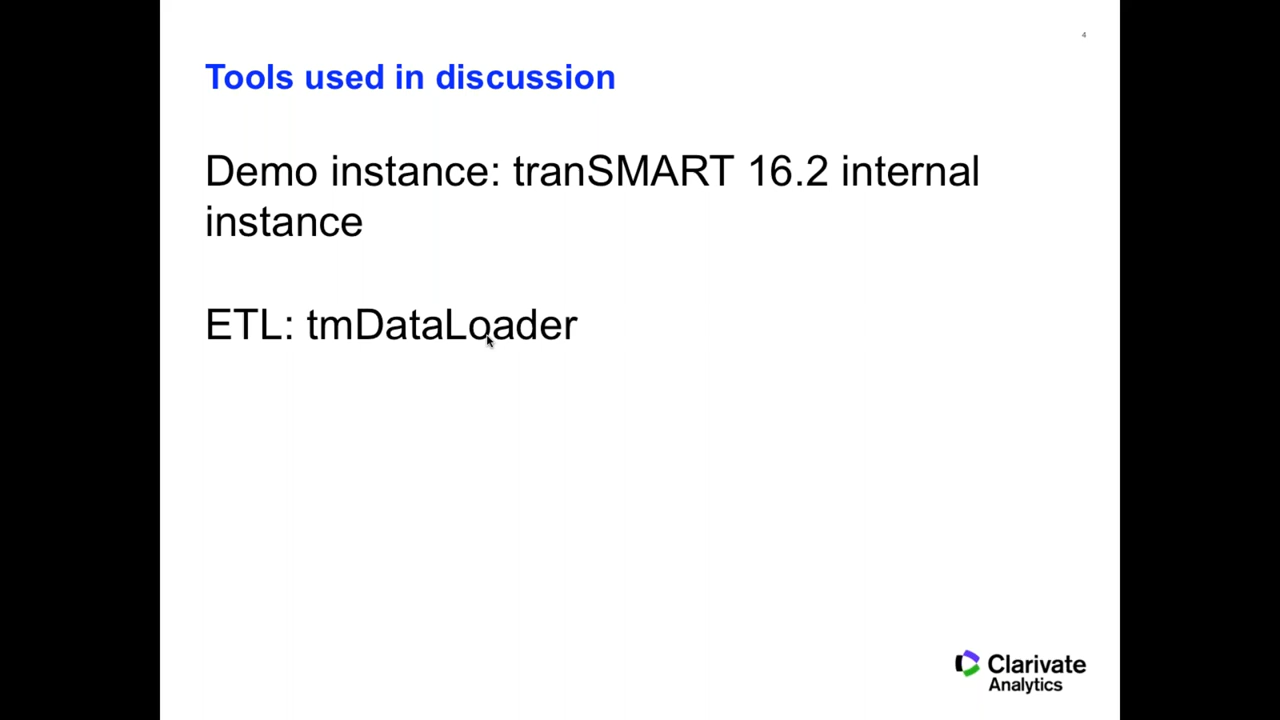 4
Tools used in discussion
Demo instance: tranSMART 16.2 internal
instance
ETL: tmDataLoader
Clarivate
Analytics